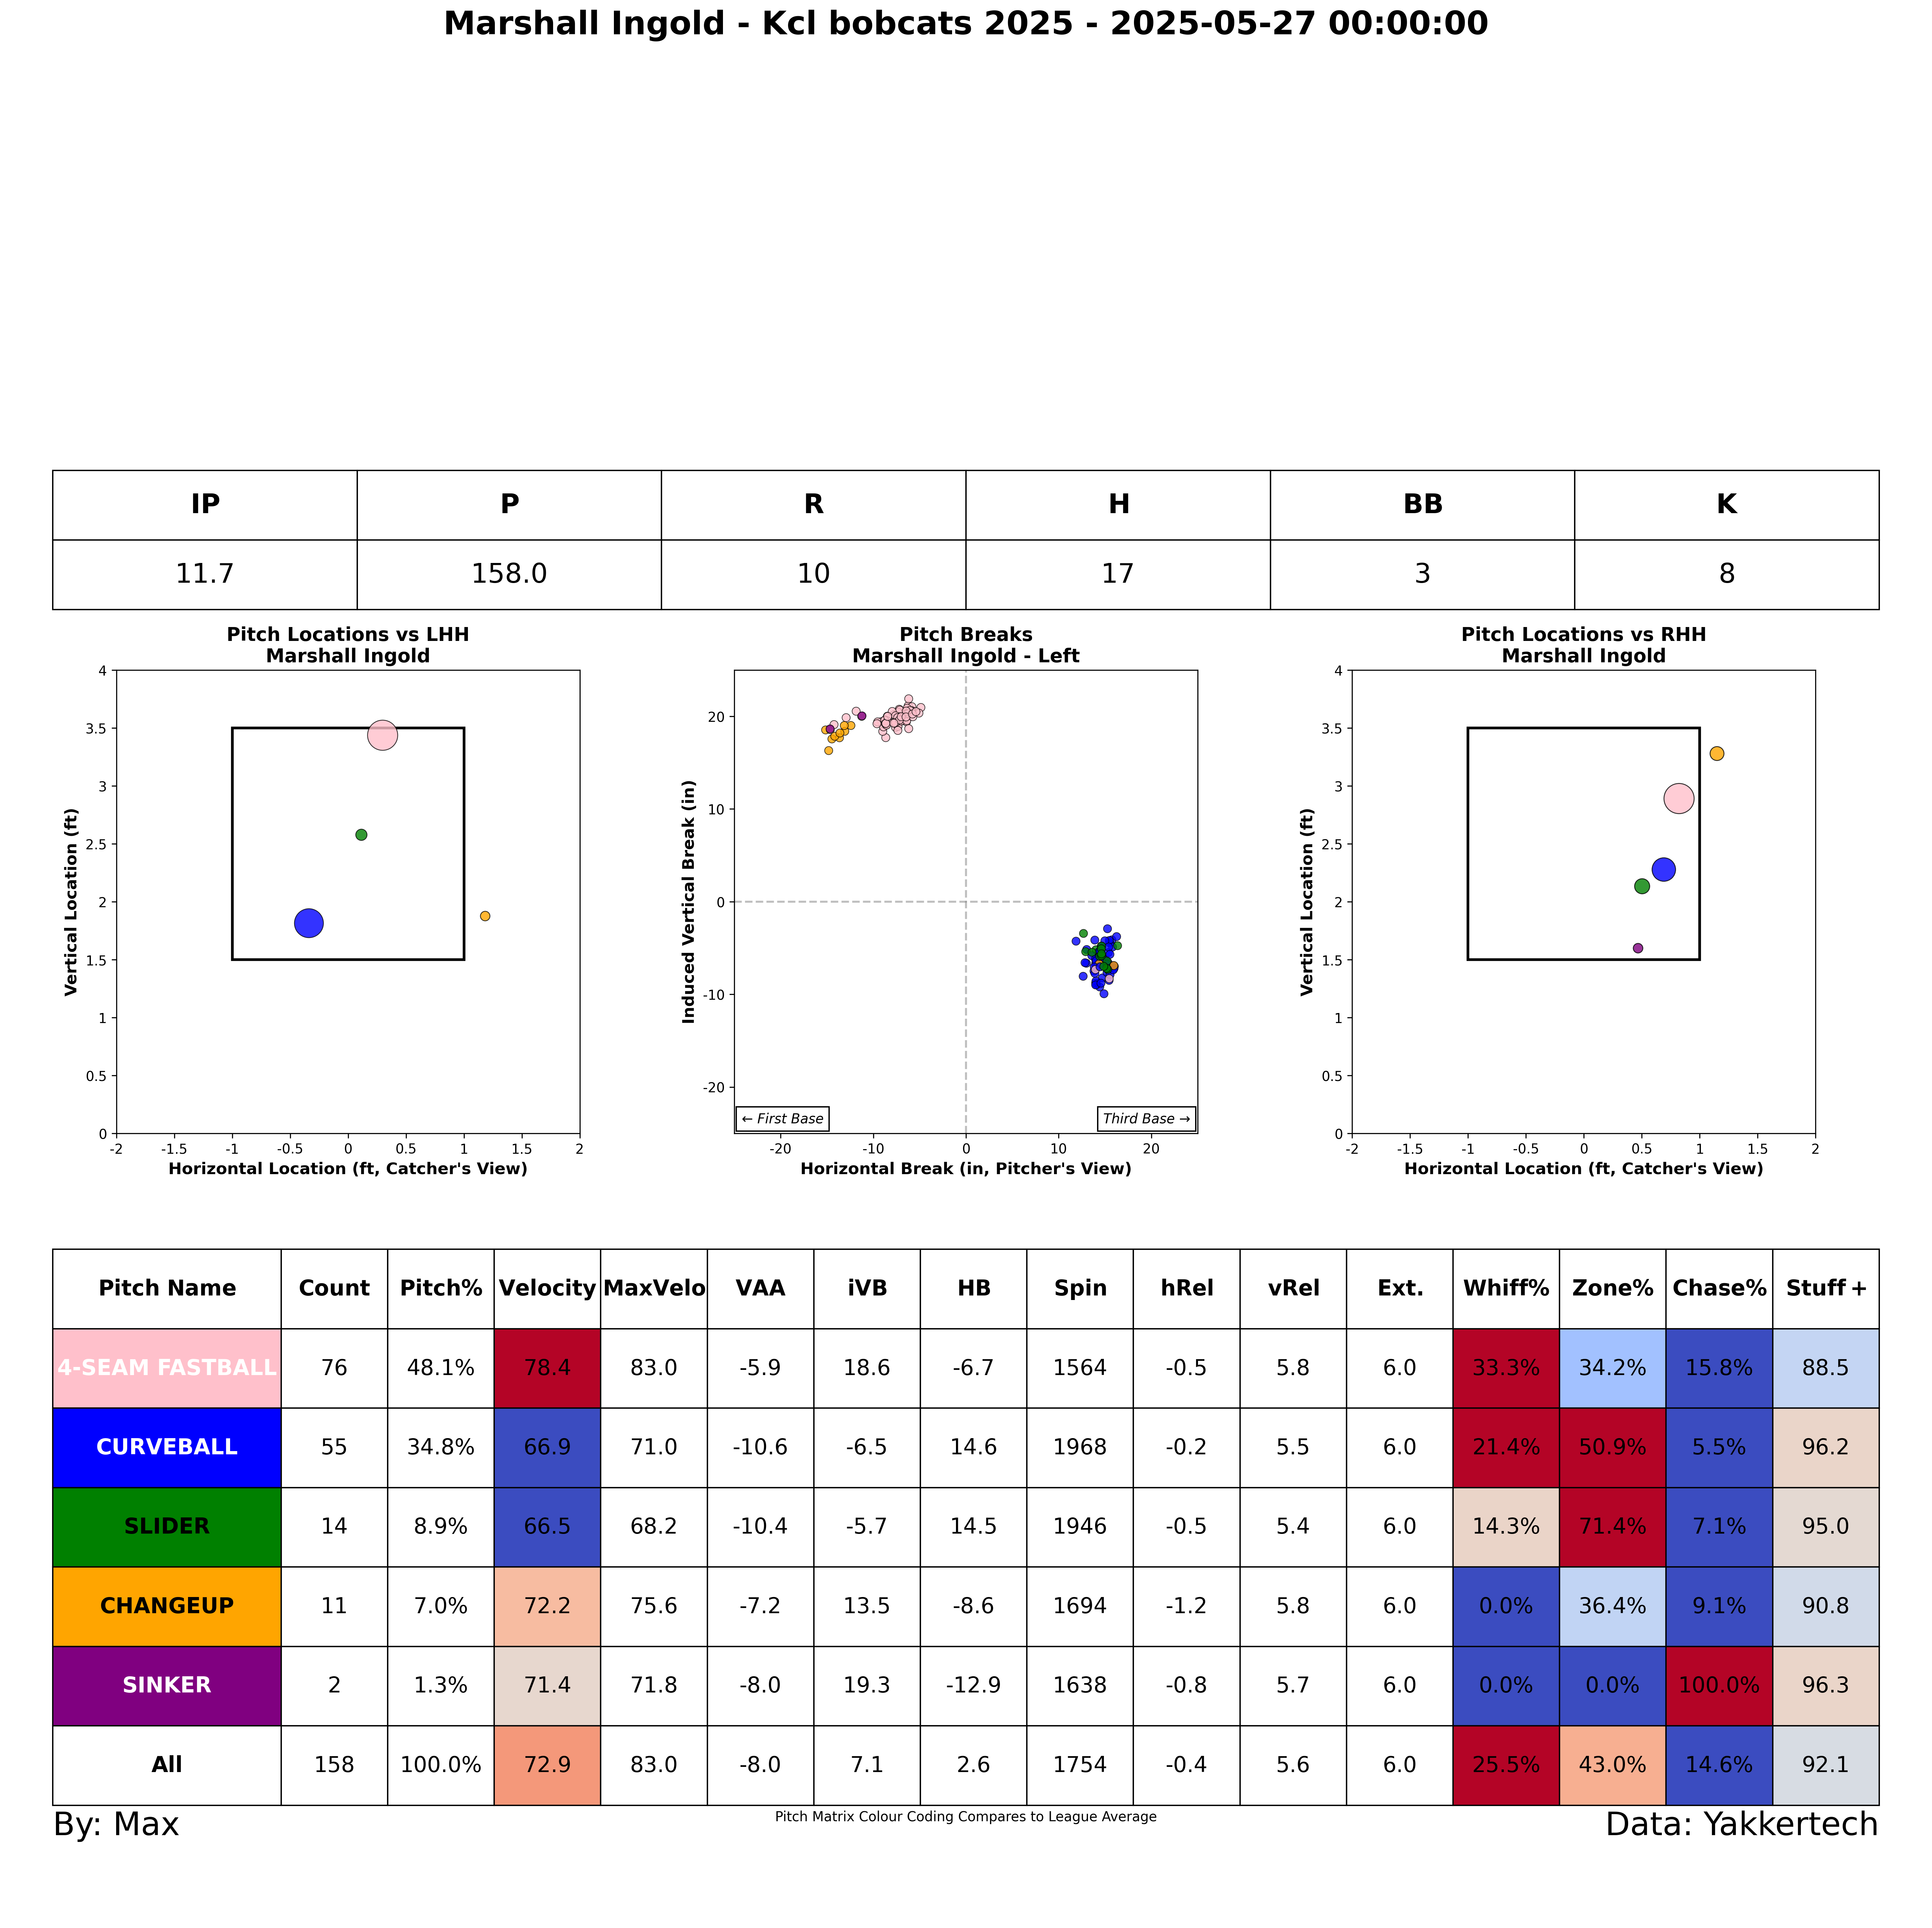 Marshall Ingold - Kcl bobcats 2025 - 2025-05-27 00:00:00
IP P R H BB K
11.7 158.0 10 17 3 8
Pitch Locations vs LHH
Marshall Ingold
4
3.5
3
2.5
2
1.5
1
0.5
0
Vertical Location (ft)
-2 -1.5 -1 -0.5 0 0.5 1 1.5 2
Horizontal Location (ft, Catcher's View)
Pitch Breaks
Marshall Ingold - Left
20
10
0
-10
-20
Induced Vertical Break (in)
← First Base
Third Base →
-20 -10 0 10 20
Horizontal Break (in, Pitcher's View)
Pitch Locations vs RHH
Marshall Ingold
4
3.5
3
2.5
2
1.5
1
0.5
0
Vertical Location (ft)
-2 -1.5 -1 -0.5 0 0.5 1 1.5 2
Horizontal Location (ft, Catcher's View)
Pitch Name Count Pitch% Velocity MaxVelo VAA iVB HB Spin hRel vRel Ext. Whiff% Zone% Chase% Stuff+
4-SEAM FASTBALL 76 48.1% 78.4 83.0 -5.9 18.6 -6.7 1564 -0.5 5.8 6.0 33.3% 34.2% 15.8% 88.5
CURVEBALL 55 34.8% 66.9 71.0 -10.6 -6.5 14.6 1968 -0.2 5.5 6.0 21.4% 50.9% 5.5% 96.2
SLIDER 14 8.9% 66.5 68.2 -10.4 -5.7 14.5 1946 -0.5 5.4 6.0 14.3% 71.4% 7.1% 95.0
CHANGEUP 11 7.0% 72.2 75.6 -7.2 13.5 -8.6 1694 -1.2 5.8 6.0 0.0% 36.4% 9.1% 90.8
SINKER 2 1.3% 71.4 71.8 -8.0 19.3 -12.9 1638 -0.8 5.7 6.0 0.0% 0.0% 100.0% 96.3
All 158 100.0% 72.9 83.0 -8.0 7.1 2.6 1754 -0.4 5.6 6.0 25.5% 43.0% 14.6% 92.1
By: Max
Pitch Matrix Colour Coding Compares to League Average
Data: Yakkertech